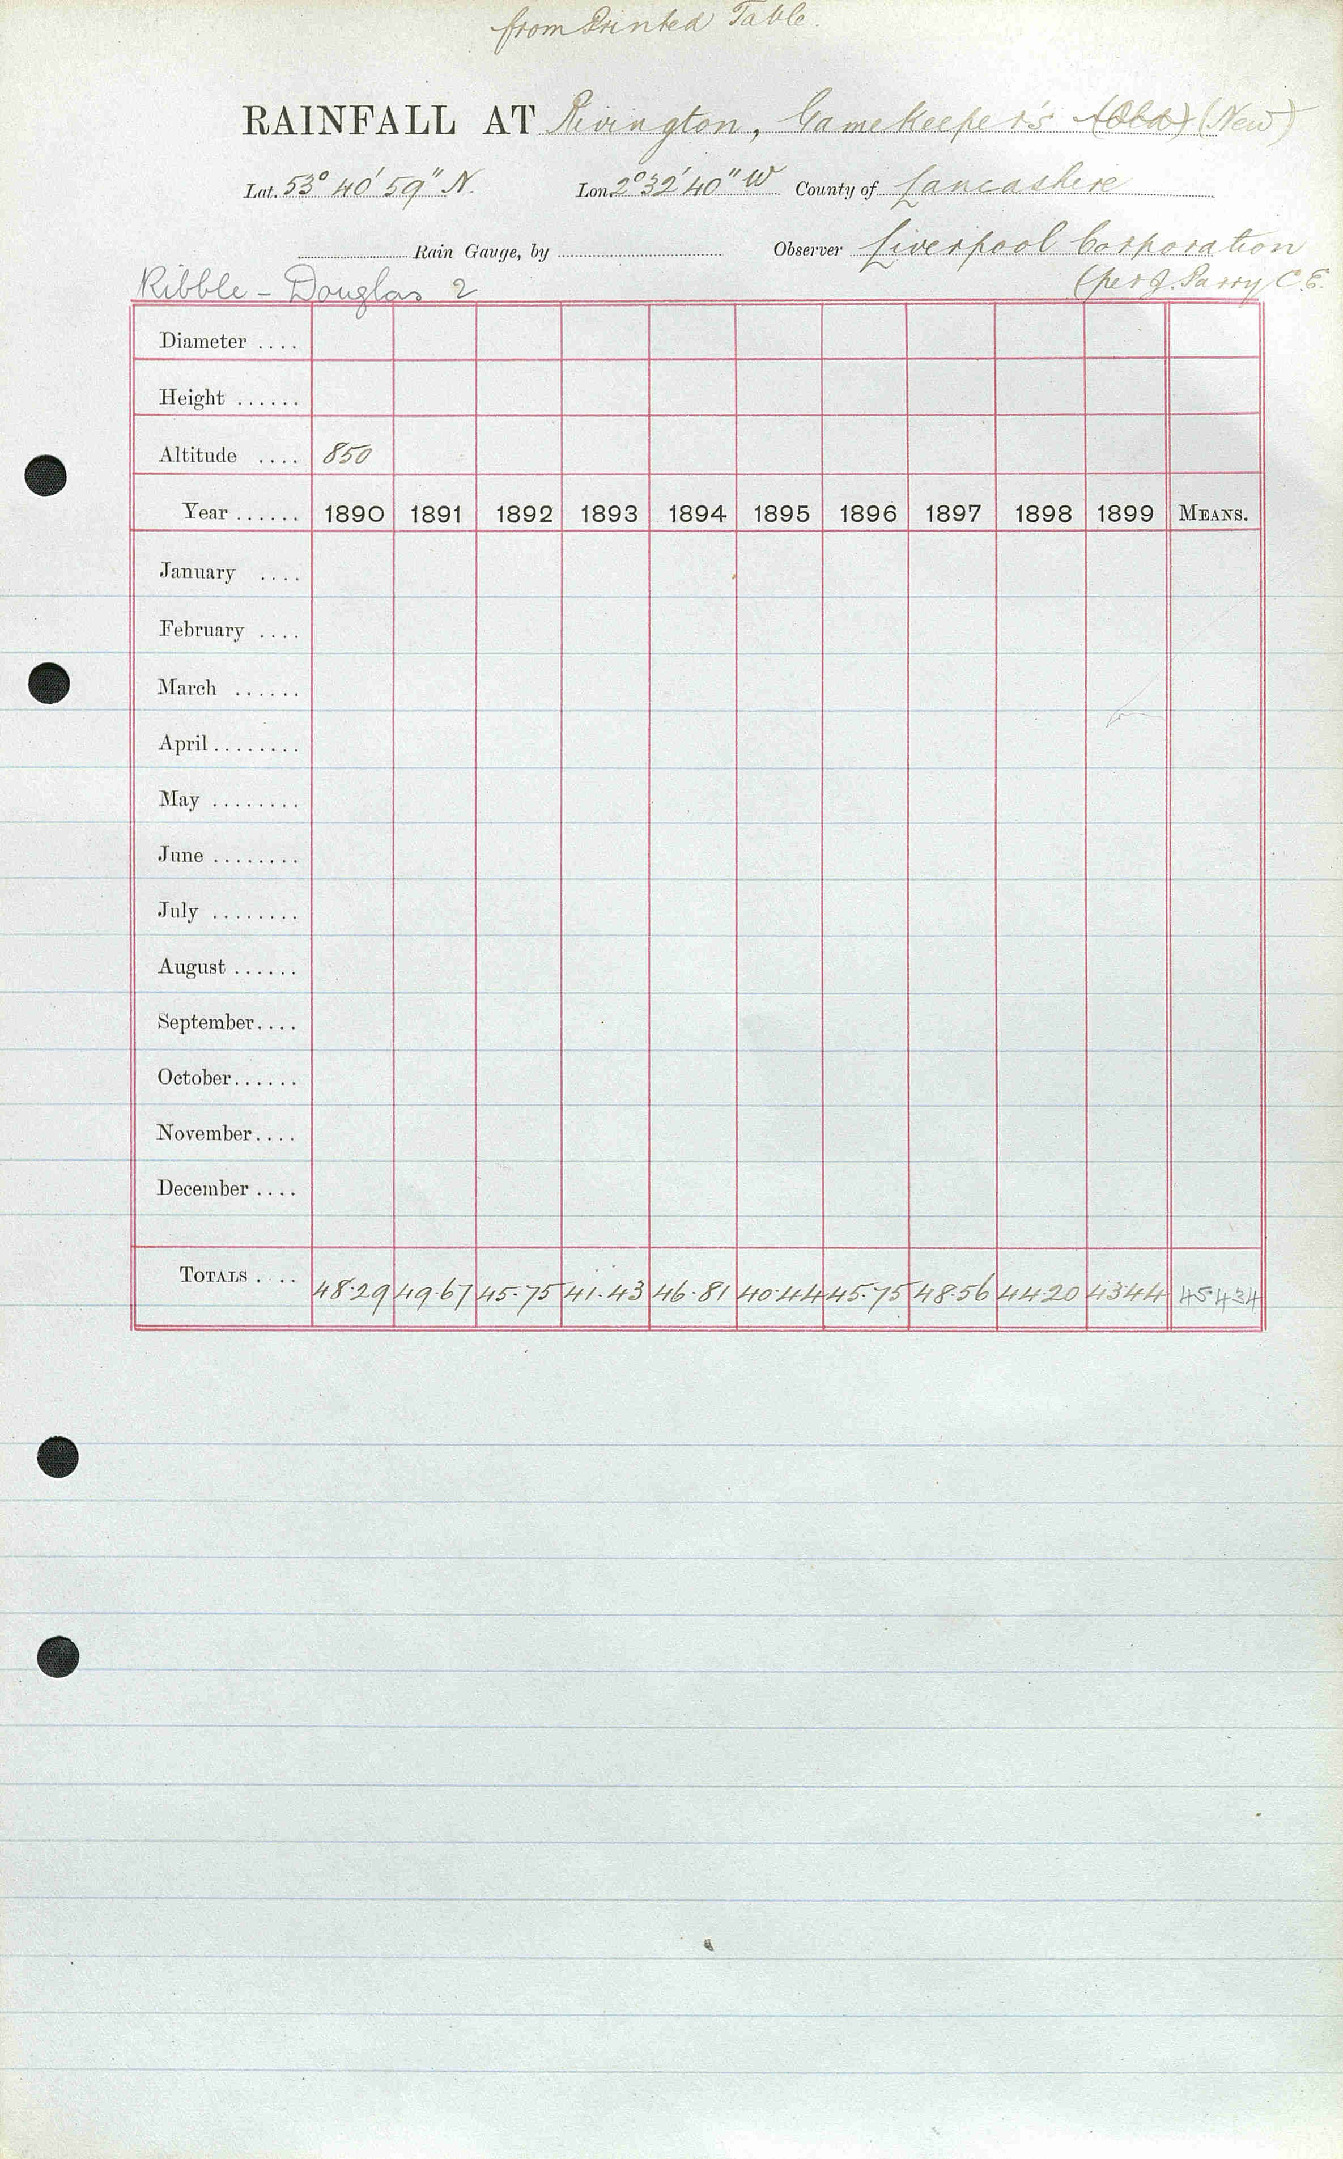 from Printed Table.
RAINFALL AT Rivington, Gamekeeper's (Old) (New)
Lat. 53° 40' 59" N. Lon. 2° 32' 40" W County of Lancashire
Rain Gauge, by Observer Liverpool Corporation
Ribble - Douglas 2 (per J. Parry C.E.
Diameter ....
Height ......
Altitude .... 850
Year ...... 1890 1891 1892 1893 1894 1895 1896 1897 1898 1899 MEANS.
January ....
February ....
March ......
April ........
May ........
June ........
July ........
August ......
September....
October......
November....
December ....
TOTALS .... 48.29 49.67 45.75 41.43 46.81 40.44 45.75 48.56 44.20 43.44 45.434